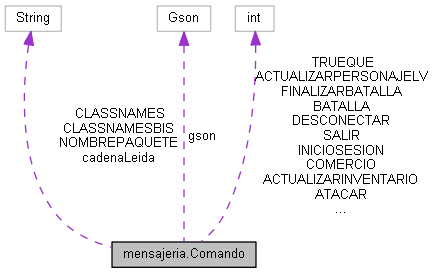 String
Gson
int
CLASSNAMES
CLASSNAMESBIS
NOMBREPAQUETE
cadenaLeida
gson
TRUEQUE
ACTUALIZARPERSONAJELV
FINALIZARBATALLA
BATALLA
DESCONECTAR
SALIR
INICIOSESION
COMERCIO
ACTUALIZARINVENTARIO
ATACAR
...
mensajeria.Comando